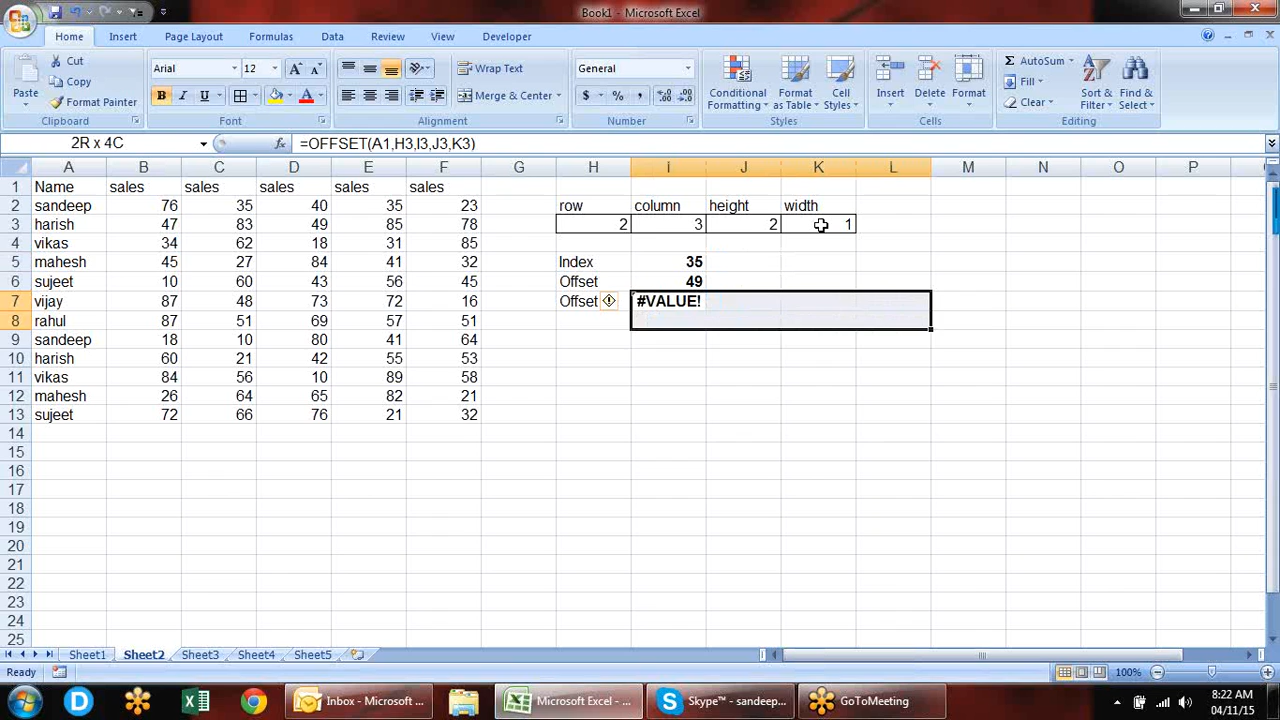 Book1 - Microsoft Excel
Home Insert Page Layout Formulas Data Review View Developer
Paste Cut Copy Format Painter Arial 12 Wrap Text Merge & Center General Conditional Formatting Format as Table Cell Styles Insert Delete Format AutoSum Fill Clear Sort & Filter Find & Select
Clipboard Font Alignment Number Styles Cells Editing
2R x 4C fx =OFFSET(A1,H3,I3,J3,K3)
A B C D E F G H I J K L M N O P
1 Name sales sales sales sales sales
2 sandeep 76 35 40 35 23 row column height width
3 harish 47 83 49 85 78 2 3 2 1
4 vikas 34 62 18 31 85
5 mahesh 45 27 84 41 32 Index 35
6 sujeet 10 60 43 56 45 Offset 49
7 vijay 87 48 73 72 16 Offset #VALUE!
8 rahul 87 51 69 57 51
9 sandeep 18 10 80 41 64
10 harish 60 21 42 55 53
11 vikas 84 56 10 89 58
12 mahesh 26 64 65 82 21
13 sujeet 72 66 76 21 32
14
15
16
17
18
19
20
21
22
23
24
25
Sheet1 Sheet2 Sheet3 Sheet4 Sheet5
Ready 100%
Inbox - Microsoft ... Microsoft Excel - ... Skype™ - sandeep... GoToMeeting 8:22 AM
04/11/15